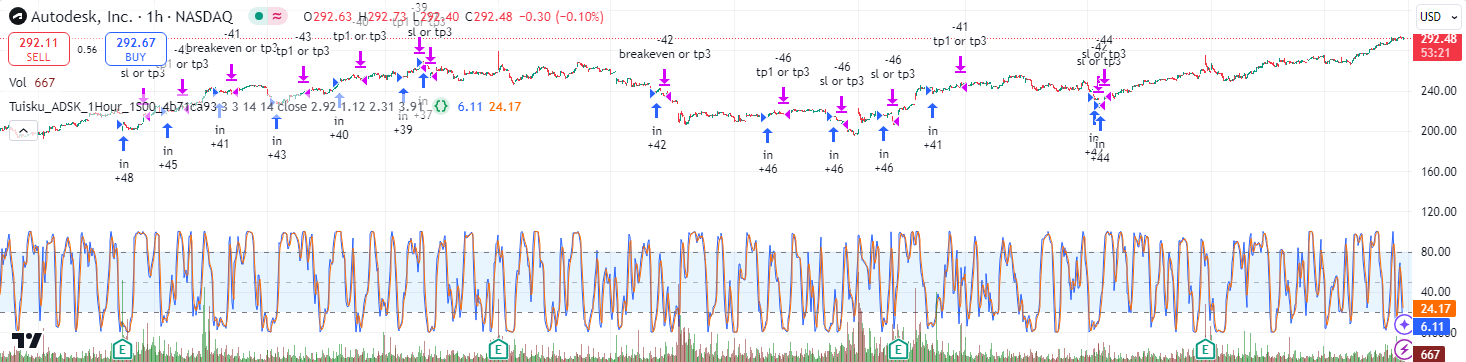 Autodesk, Inc. · 1h · NASDAQ
O292.63 H292.73 L292.40 C292.48 −0.30 (−0.10%)
USD
292.11
SELL
0.56
292.67
BUY
Vol 667
Tuisku_ADSK_1Hour_1500_4b71ca93 3 3 14 14 close 2.92 1.12 2.31 3.91
6.11 24.17
-39
sl or tp3
-40
tp1 or tp3
-41
breakeven or tp3
-43
tp1 or tp3
sl or tp3
tp1 or tp3
-42
breakeven or tp3
-46
tp1 or tp3
-46
sl or tp3
-46
sl or tp3
-41
tp1 or tp3
-44
sl or tp3
in
+48
in
+45
in
+41
in
+43
in
+40
in
+39
in
+37
in
+42
in
+46
in
+46
in
+46
in
+41
in
in
+44
292.48
53:21
240.00
200.00
160.00
120.00
80.00
40.00
24.17
6.11
667
E
E
E
E